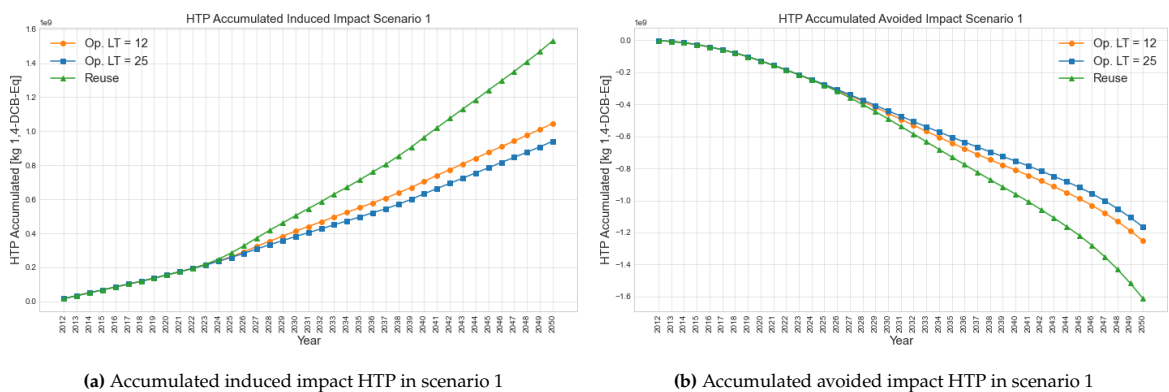 HTP Accumulated Induced Impact Scenario 1
1e9
HTP Accumulated [kg 1,4-DCB-Eq]
1.6
1.4
1.2
1.0
0.8
0.6
0.4
0.2
0.0
Op. LT = 12
Op. LT = 25
Reuse
2012 2013 2014 2015 2016 2017 2018 2019 2020 2021 2022 2023 2024 2025 2026 2027 2028 2029 2030 2031 2032 2033 2034 2035 2036 2037 2038 2039 2040 2041 2042 2043 2044 2045 2046 2047 2048 2049 2050
Year
(a) Accumulated induced impact HTP in scenario 1
HTP Accumulated Avoided Impact Scenario 1
1e9
HTP Accumulated [kg 1,4-DCB-Eq]
0.0
−0.2
−0.4
−0.6
−0.8
−1.0
−1.2
−1.4
−1.6
Op. LT = 12
Op. LT = 25
Reuse
2012 2013 2014 2015 2016 2017 2018 2019 2020 2021 2022 2023 2024 2025 2026 2027 2028 2029 2030 2031 2032 2033 2034 2035 2036 2037 2038 2039 2040 2041 2042 2043 2044 2045 2046 2047 2048 2049 2050
Year
(b) Accumulated avoided impact HTP in scenario 1